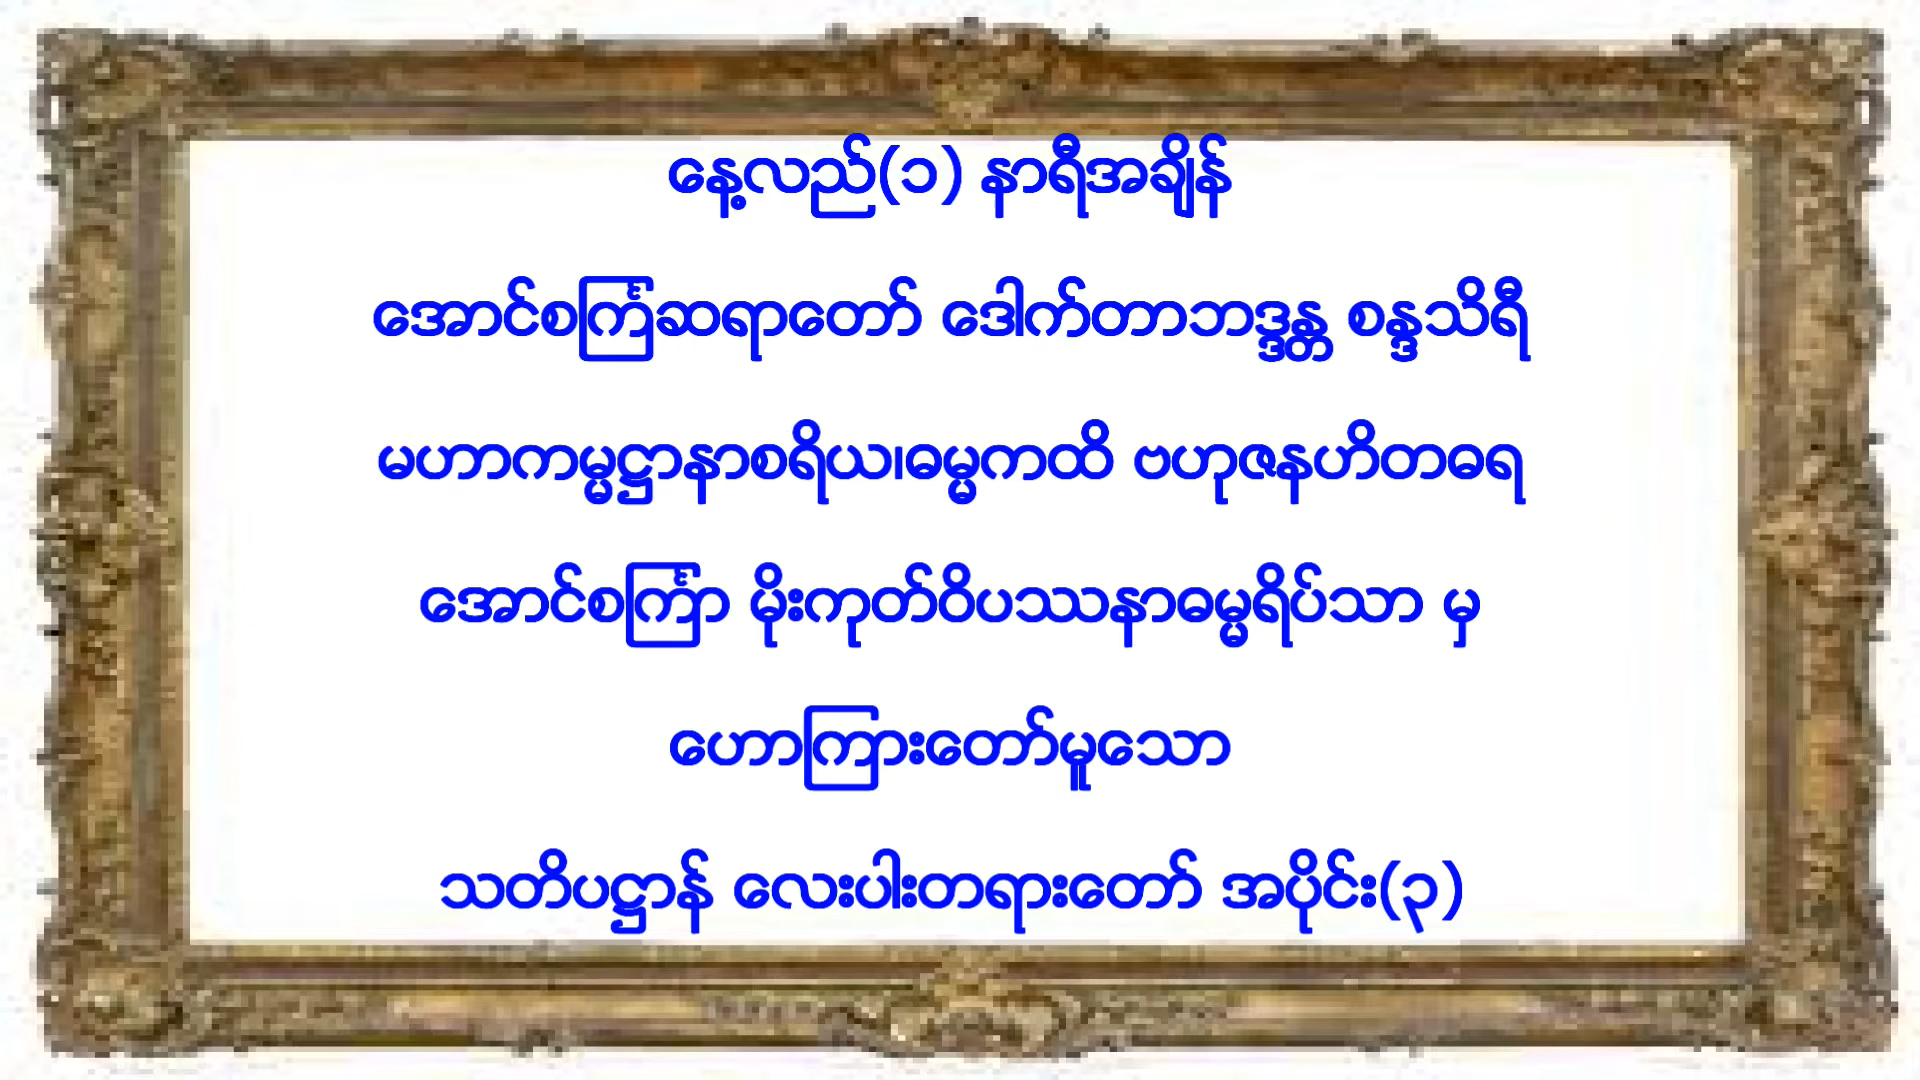 နေ့လည်(၁) နာရီအချိန်
အောင်စင်္ကြံဆရာတော် ဒေါက်တာဘဒ္ဒန္တ စန္ဒသိရီ
မဟာကမ္မဋ္ဌာနာစရိယ၊ဓမ္မကထိ ဗဟုဇနဟိတဓရ
အောင်စင်္ကြာ မိုးကုတ်ဝိပဿနာဓမ္မရိပ်သာ မှ
ဟောကြားတော်မူသော
သတိပဋ္ဌာန် လေးပါးတရားတော် အပိုင်း(၃)